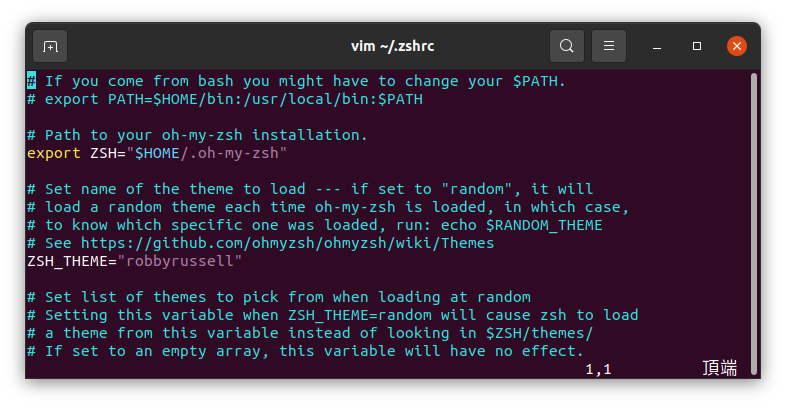 vim ~/.zshrc
# If you come from bash you might have to change your $PATH.
# export PATH=$HOME/bin:/usr/local/bin:$PATH
# Path to your oh-my-zsh installation.
export ZSH="$HOME/.oh-my-zsh"
# Set name of the theme to load --- if set to "random", it will
# load a random theme each time oh-my-zsh is loaded, in which case,
# to know which specific one was loaded, run: echo $RANDOM_THEME
# See https://github.com/ohmyzsh/ohmyzsh/wiki/Themes
ZSH_THEME="robbyrussell"
# Set list of themes to pick from when loading at random
# Setting this variable when ZSH_THEME=random will cause zsh to load
# a theme from this variable instead of looking in $ZSH/themes/
# If set to an empty array, this variable will have no effect.
1,1 頂端